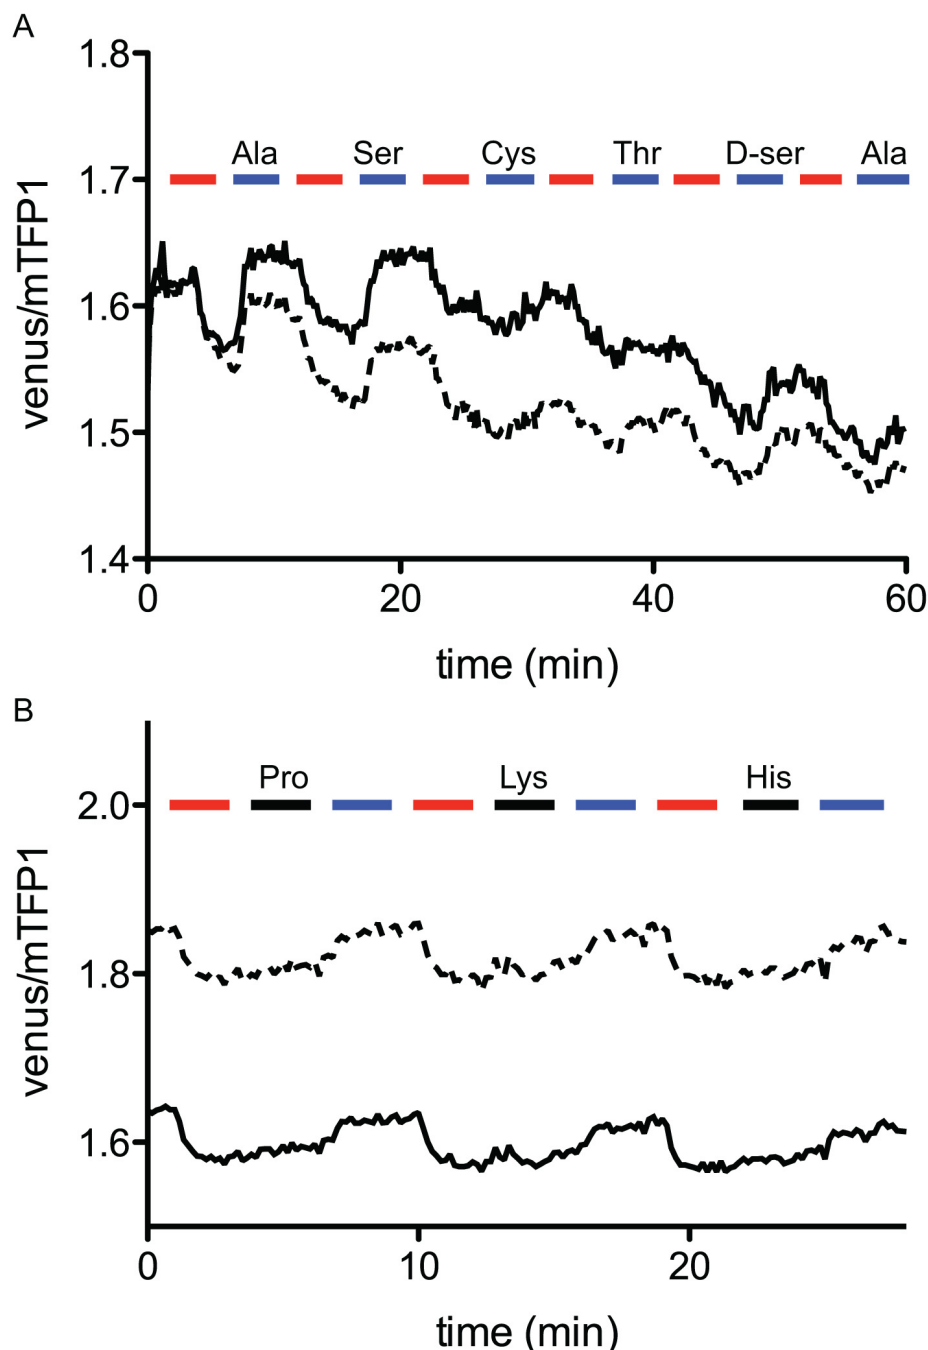 A
1.8
Ala Ser Cys Thr D-ser Ala
1.7
1.6
1.5
1.4
venus/mTFP1
0 20 40 60
time (min)
B
Pro Lys His
2.0
1.8
1.6
venus/mTFP1
0 10 20
time (min)